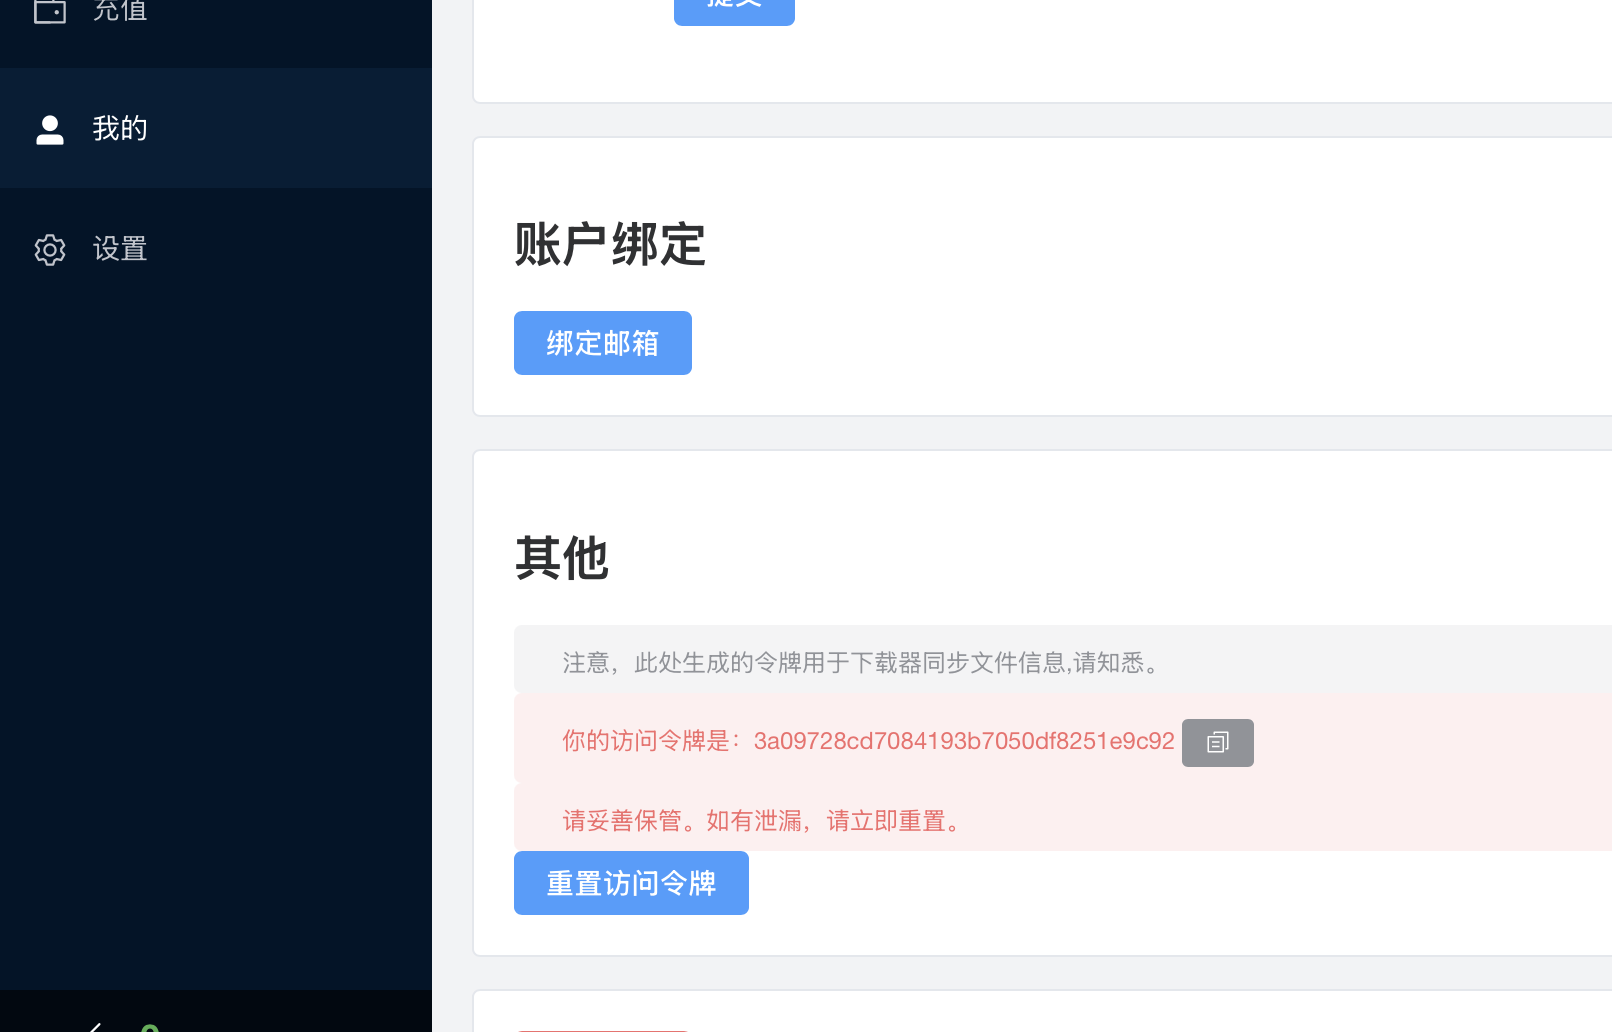 充值
我的
设置
提交
账户绑定
绑定邮箱
其他
注意，此处生成的令牌用于下载器同步文件信息,请知悉。
你的访问令牌是：3a09728cd7084193b7050df8251e9c92
请妥善保管。如有泄漏，请立即重置。
重置访问令牌